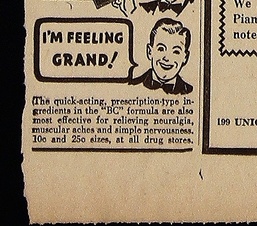 We
Pian
note
I'M FEELING
GRAND!
The quick-acting, prescription-type in-
gredients in the "BC" formula are also
most effective for relieving neuralgia,
muscular aches and simple nervousness.
10c and 25c sizes, at all drug stores.
199 UNI